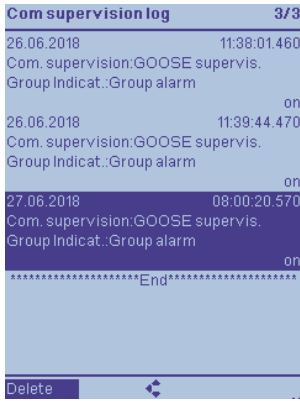 Com supervision log 3/3
26.06.2018 11:38:01.460
Com. supervision:GOOSE supervis.
Group Indicat.:Group alarm
on
26.06.2018 11:39:44.470
Com. supervision:GOOSE supervis.
Group Indicat.:Group alarm
on
27.06.2018 08:00:20.570
Com. supervision:GOOSE supervis.
Group Indicat.:Group alarm
on
**********************End**********************
Delete